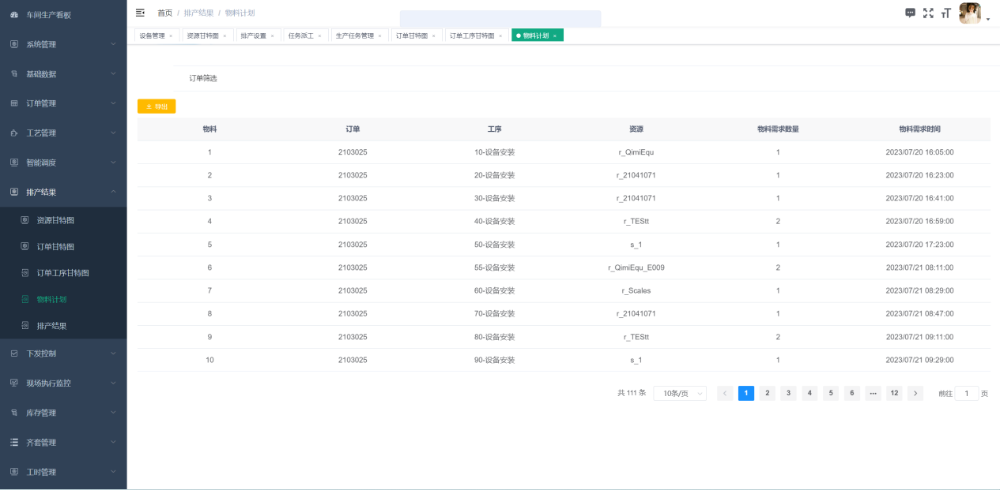 车间生产看板
系统管理
基础数据
订单管理
工艺管理
智能调度
排产结果
资源甘特图
订单甘特图
订单工序甘特图
物料计划
排产结果
下发控制
现场执行监控
库存管理
齐套管理
工时管理
首页 / 排产结果 / 物料计划
设备管理 × 资源甘特图 × 排产设置 × 任务派工 × 生产任务管理 × 订单甘特图 × 订单工序甘特图 × 物料计划 ×
订单筛选
导出
物料 订单 工序 资源 物料需求数量 物料需求时间
1 2103025 10-设备安装 r_QimiEqu 1 2023/07/20 16:05:00
2 2103025 20-设备安装 r_21041071 1 2023/07/20 16:23:00
3 2103025 30-设备安装 r_21041071 1 2023/07/20 16:41:00
4 2103025 40-设备安装 r_TEStt 2 2023/07/20 16:59:00
5 2103025 50-设备安装 s_1 1 2023/07/20 17:23:00
6 2103025 55-设备安装 r_QimiEqu_E009 2 2023/07/21 08:11:00
7 2103025 60-设备安装 r_Scales 1 2023/07/21 08:29:00
8 2103025 70-设备安装 r_21041071 1 2023/07/21 08:47:00
9 2103025 80-设备安装 r_TEStt 2 2023/07/21 09:11:00
10 2103025 90-设备安装 s_1 1 2023/07/21 09:29:00
共 111 条 10条/页 < 1 2 3 4 5 6 ··· 12 > 前往 1 页